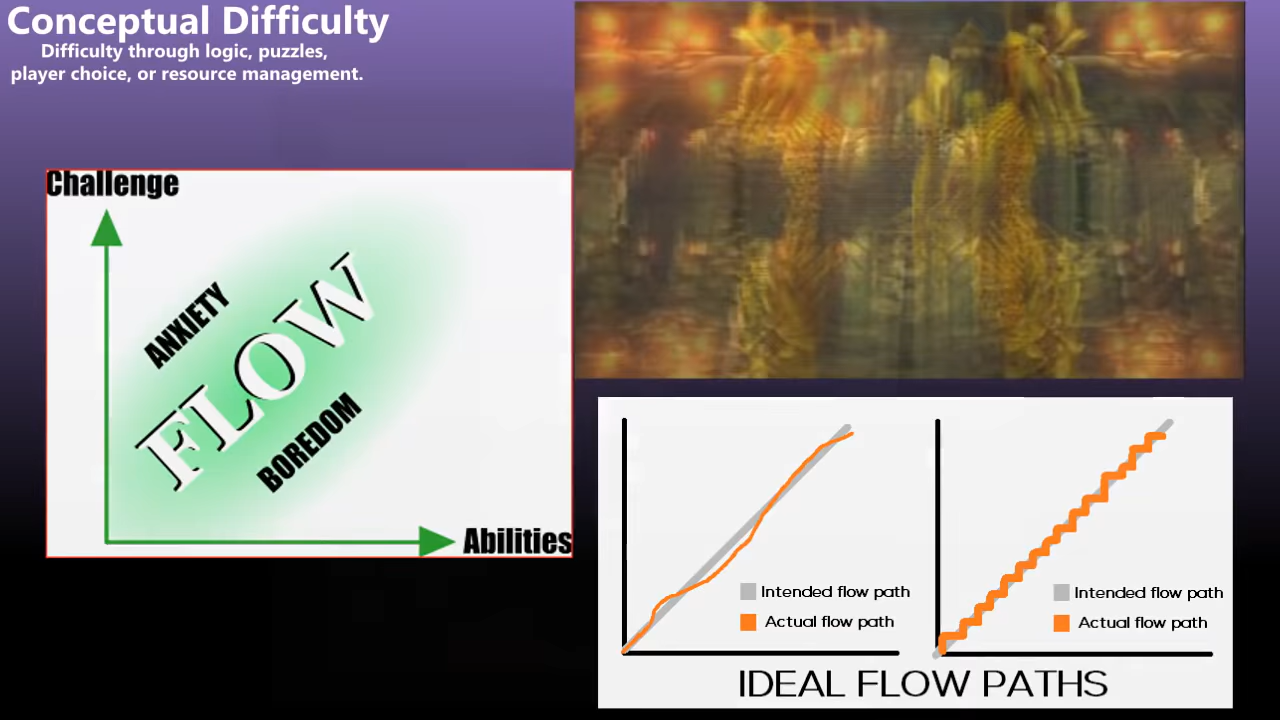 Conceptual Difficulty
Difficulty through logic, puzzles,
player choice, or resource management.
Challenge
ANXIETY
FLOW
BOREDOM
Abilities
Intended flow path
Actual flow path
Intended flow path
Actual flow path
IDEAL FLOW PATHS